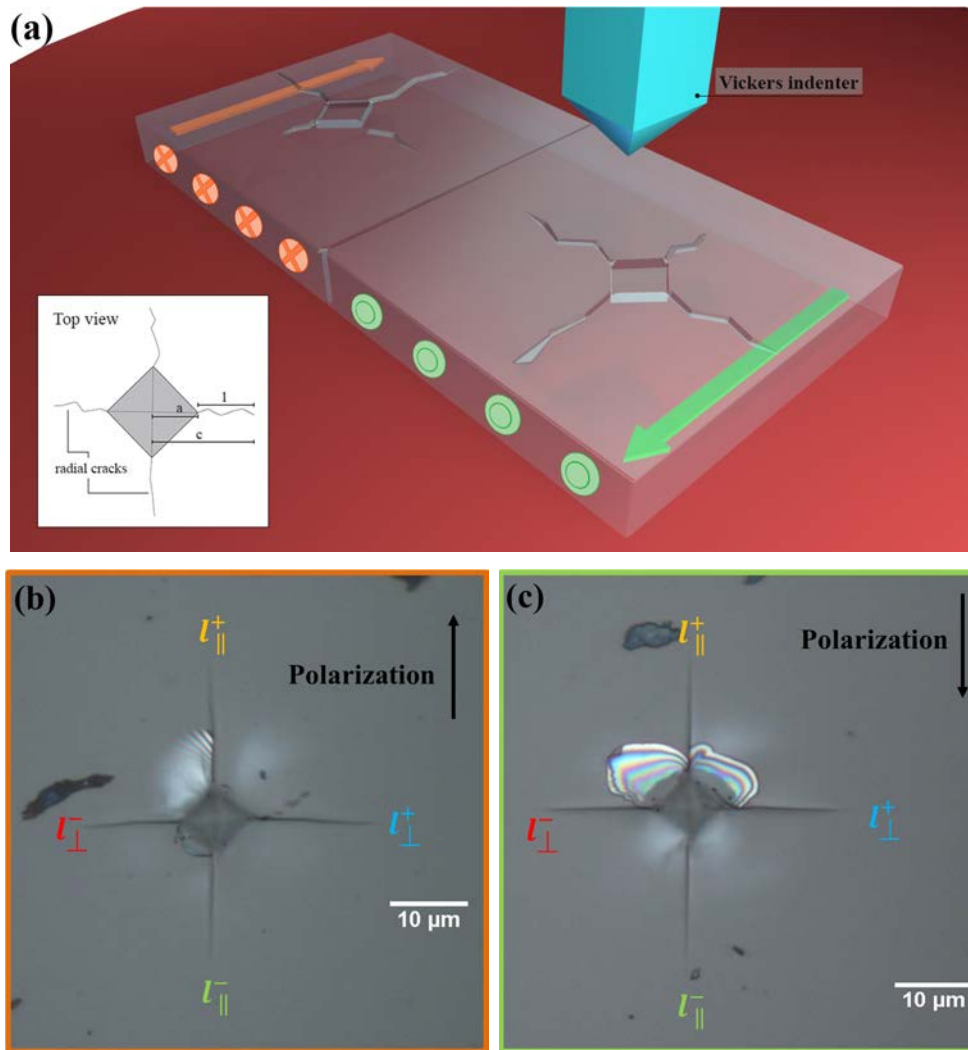 (a)
Vickers indenter
Top view
l
a
c
radial cracks
(b)
l∥+
Polarization
l⊥-
l⊥+
10 μm
l∥-
(c)
l∥+
Polarization
l⊥-
l⊥+
10 μm
l∥-